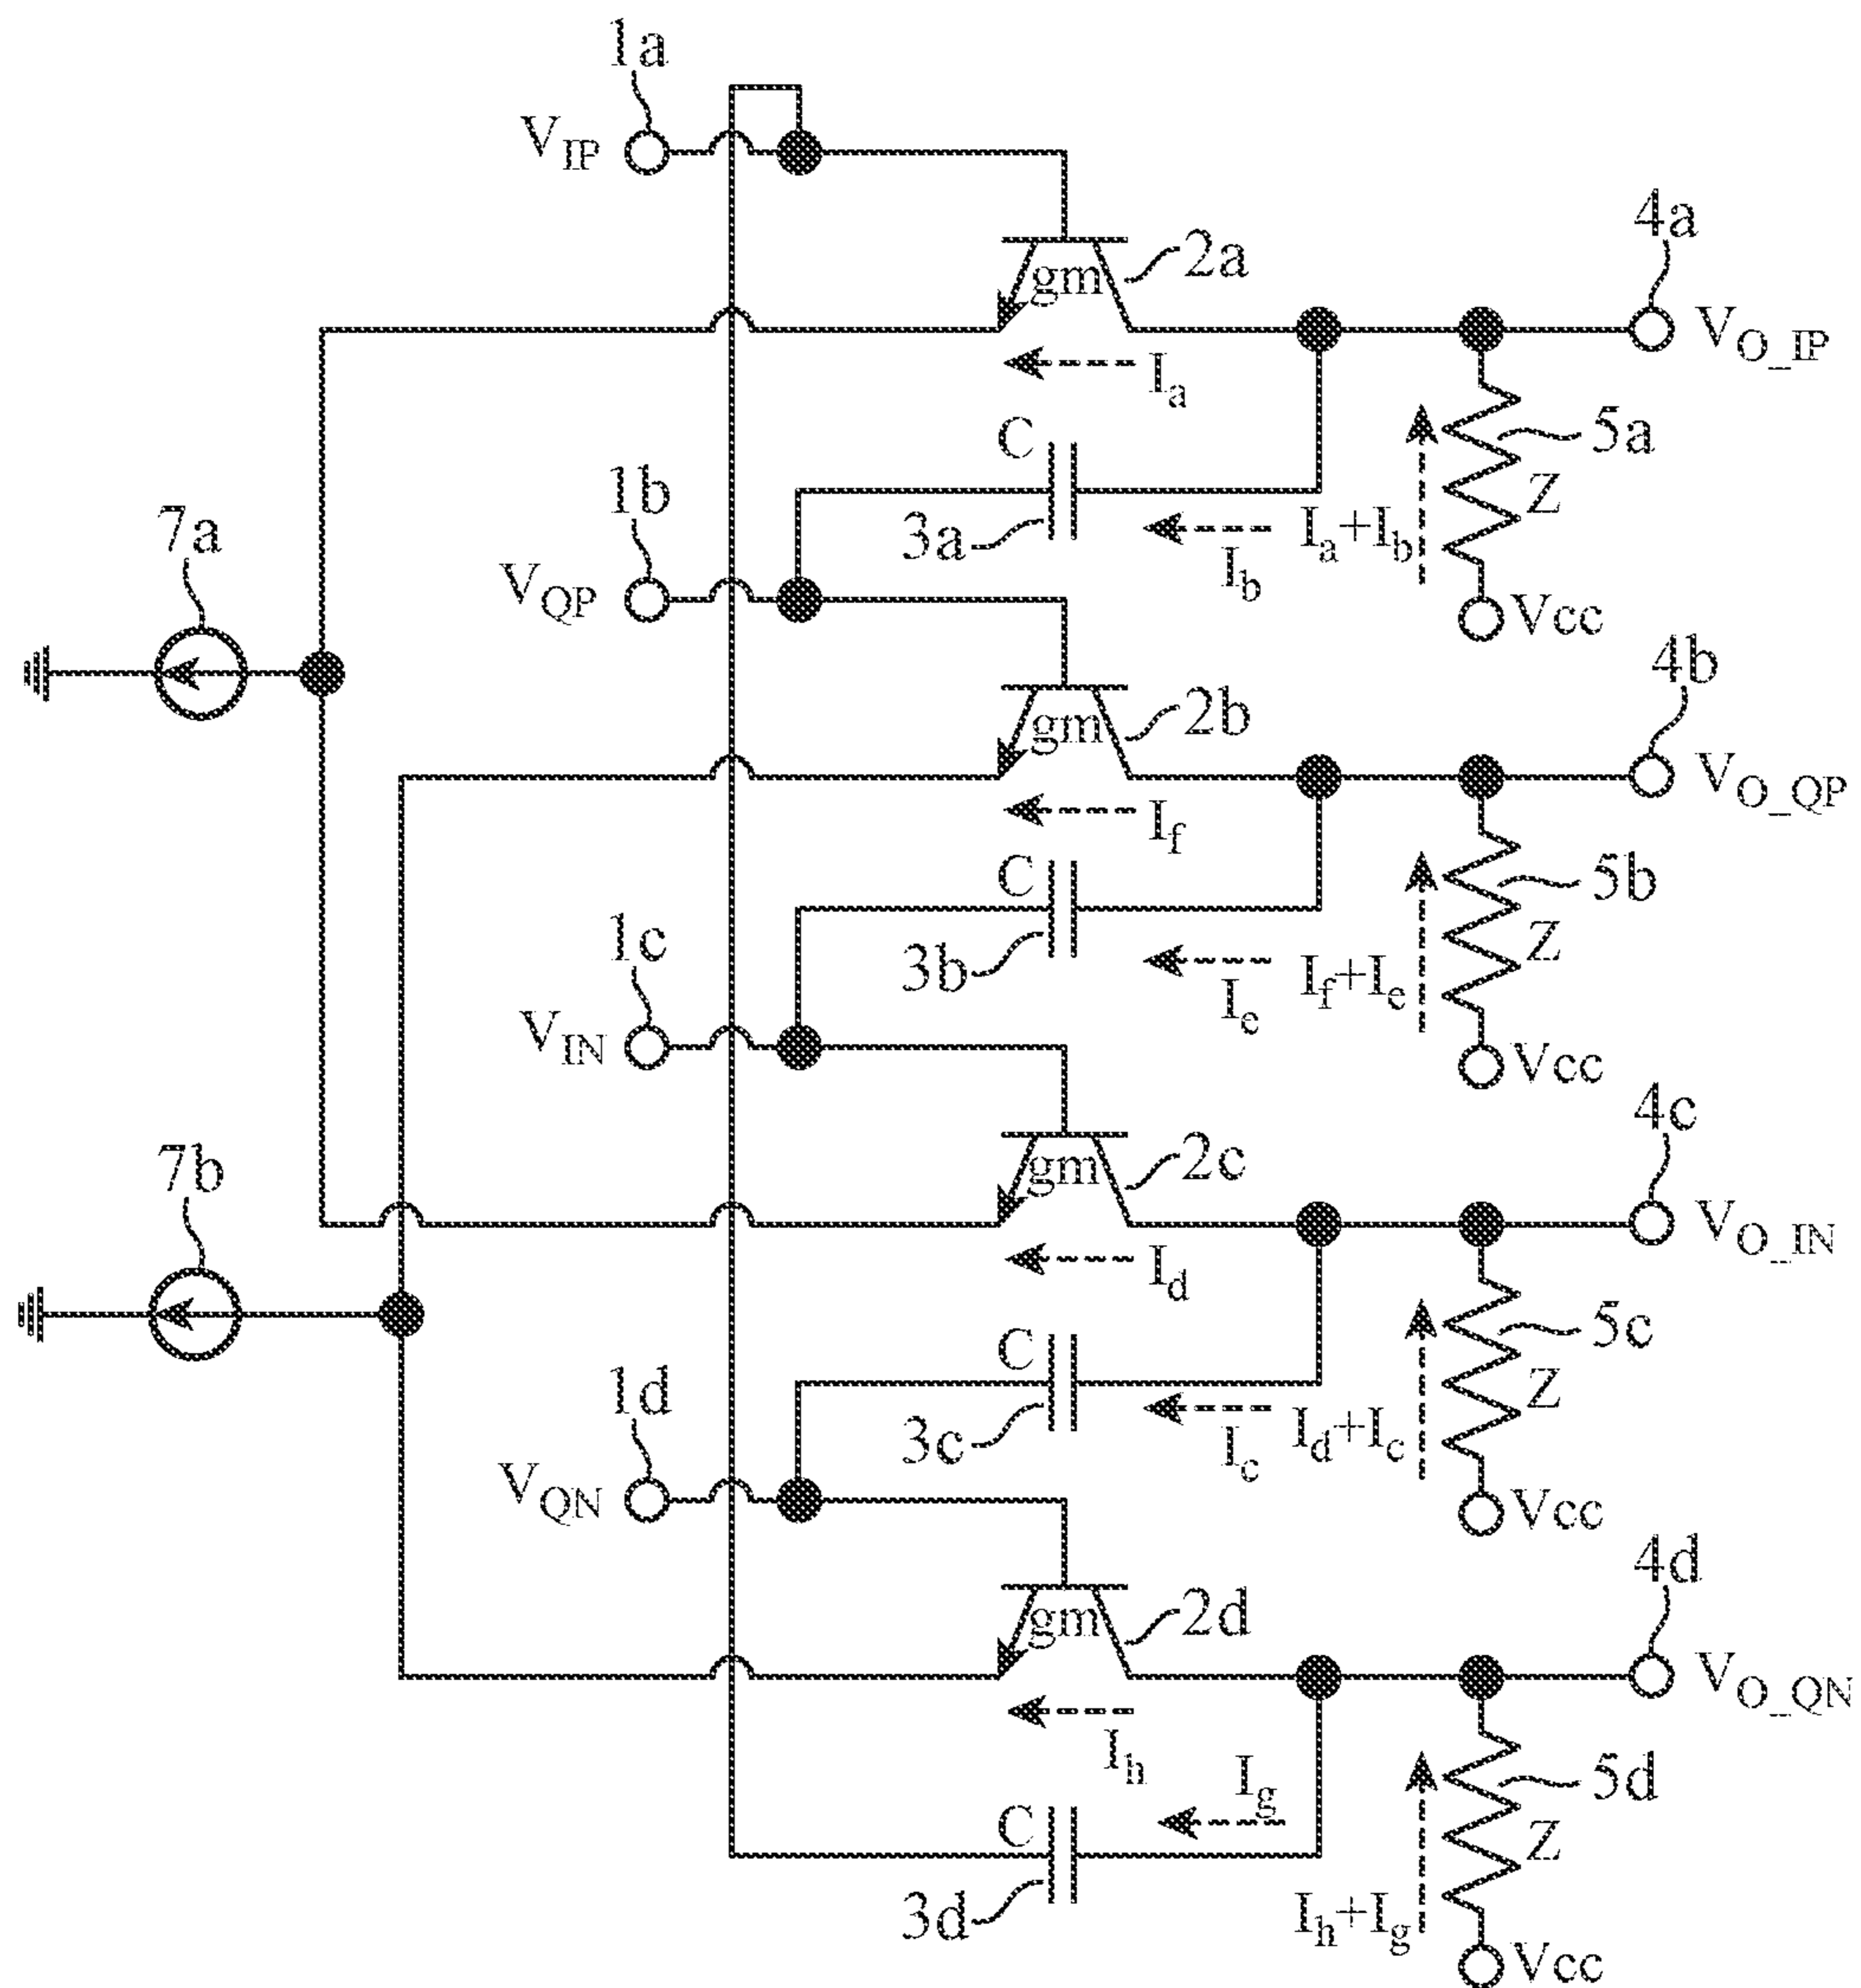 1a
V_IP
gm
2a
4a
V_O_IP
I_a
C
3a
I_b
I_a+I_b
5a
Z
Vcc
1b
V_QP
7a
gm
2b
4b
V_O_QP
I_f
C
3b
I_e
I_f+I_e
5b
Z
Vcc
1c
V_IN
gm
2c
4c
V_O_IN
7b
I_d
C
3c
I_c
I_d+I_c
5c
Z
Vcc
1d
V_QN
gm
2d
4d
V_O_QN
I_h
I_g
C
3d
I_h+I_g
5d
Z
Vcc